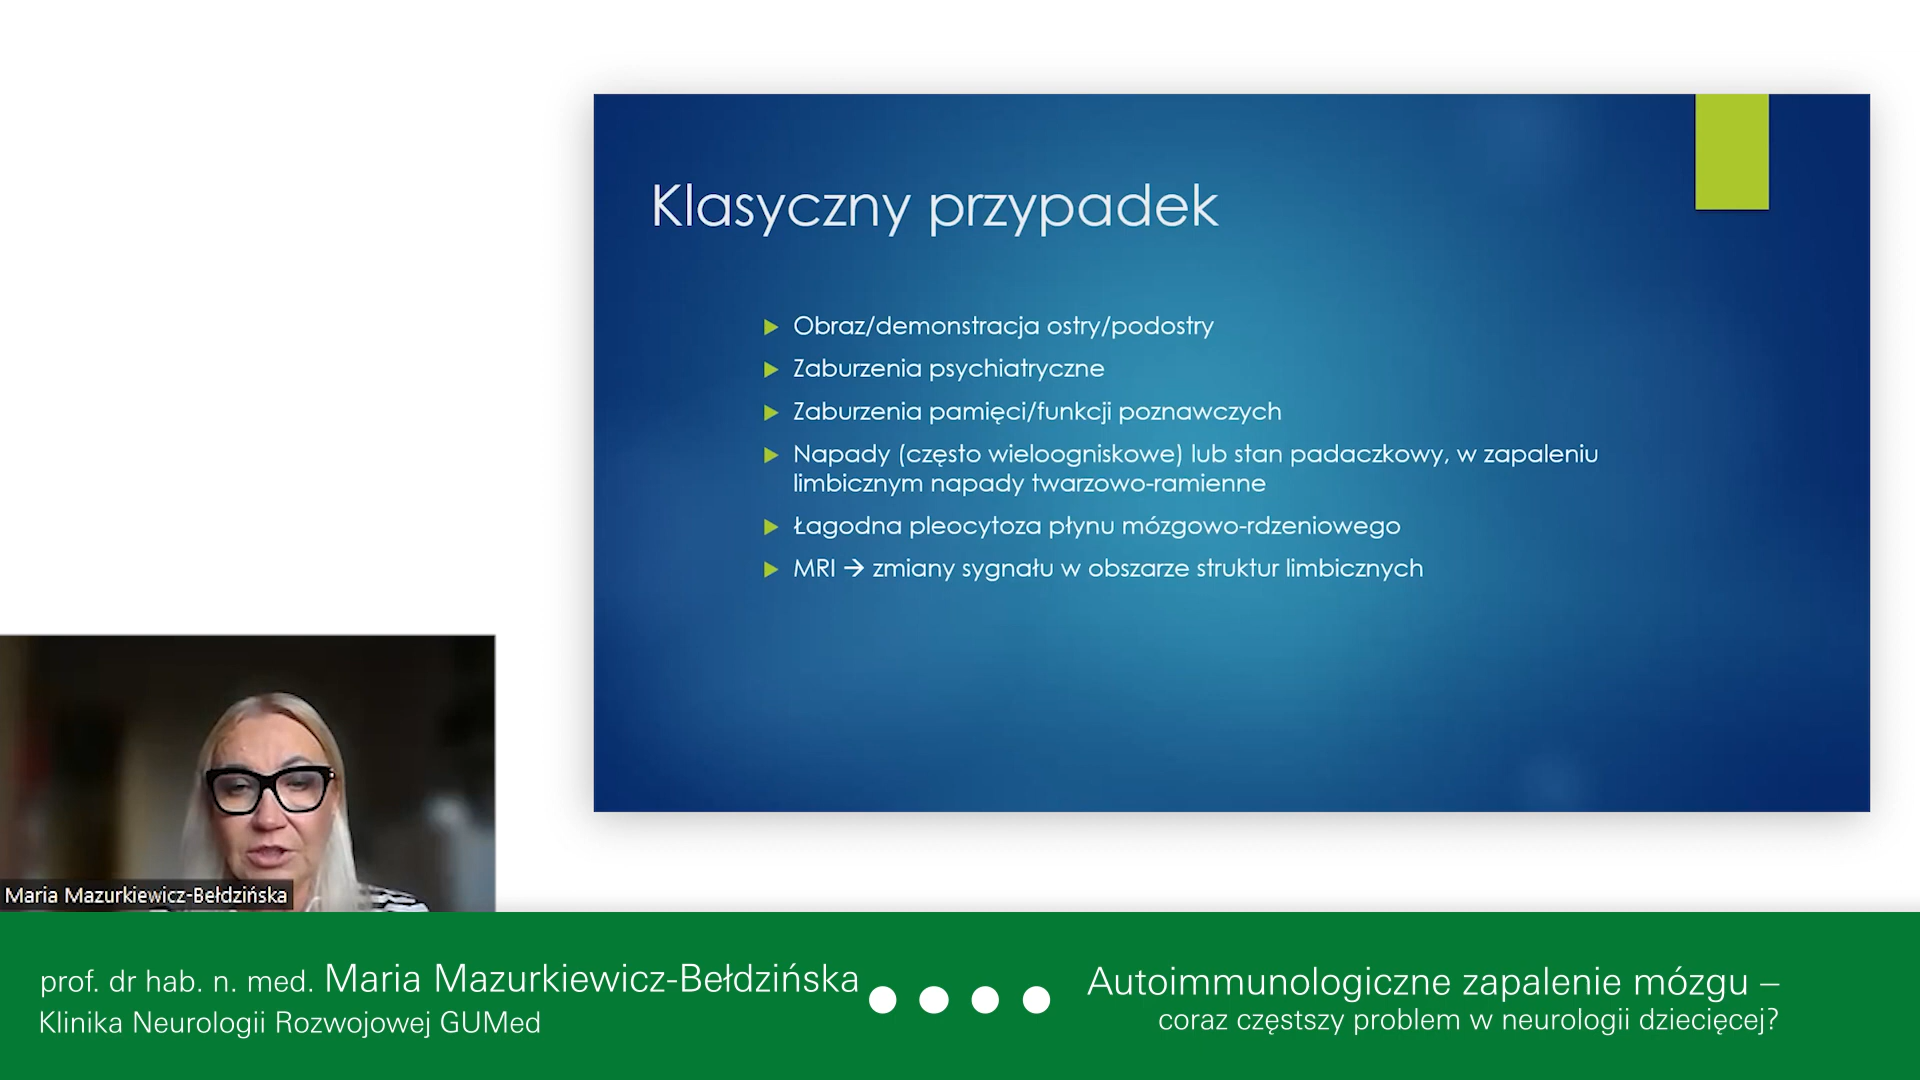 Klasyczny przypadek
Obraz/demonstracja ostry/podostry
Zaburzenia psychiatryczne
Zaburzenia pamięci/funkcji poznawczych
Napady (często wieloogniskowe) lub stan padaczkowy, w zapaleniu
limbicznym napady twarzowo-ramienne
Łagodna pleocytoza płynu mózgowo-rdzeniowego
MRI → zmiany sygnału w obszarze struktur limbicznych
Maria Mazurkiewicz-Bełdzińska
prof. dr hab. n. med. Maria Mazurkiewicz-Bełdzińska
Klinika Neurologii Rozwojowej GUMed
Autoimmunologiczne zapalenie mózgu –
coraz częstszy problem w neurologii dziecięcej?